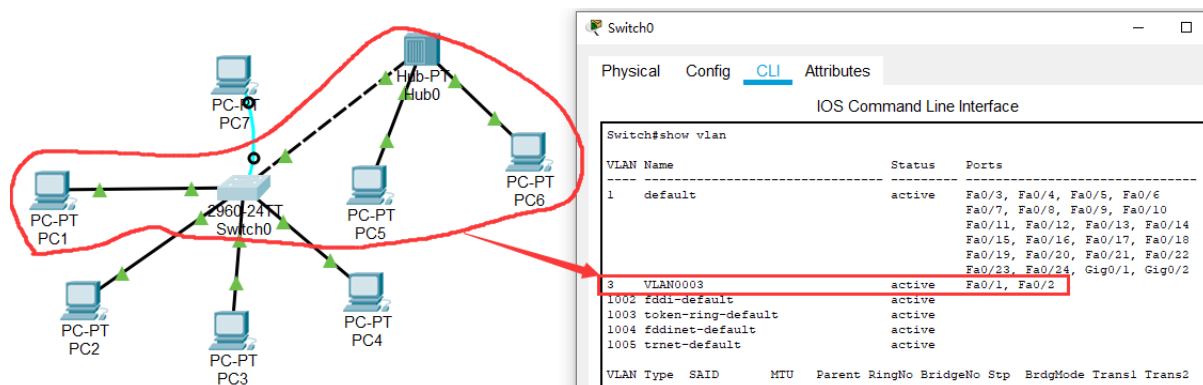 PC-PT
PC7
Hub-PT
Hub0
PC-PT
PC1
2960-24TT
Switch0
PC-PT
PC5
PC-PT
PC6
PC-PT
PC2
PC-PT
PC3
PC-PT
PC4
Switch0
Physical Config CLI Attributes
IOS Command Line Interface
Switch#show vlan
VLAN Name Status Ports
---- -------------------------------- --------- -------------------------------
1 default active Fa0/3, Fa0/4, Fa0/5, Fa0/6
Fa0/7, Fa0/8, Fa0/9, Fa0/10
Fa0/11, Fa0/12, Fa0/13, Fa0/14
Fa0/15, Fa0/16, Fa0/17, Fa0/18
Fa0/19, Fa0/20, Fa0/21, Fa0/22
Fa0/23, Fa0/24, Gig0/1, Gig0/2
3 VLAN0003 active Fa0/1, Fa0/2
1002 fddi-default active
1003 token-ring-default active
1004 fddinet-default active
1005 trnet-default active
VLAN Type SAID MTU Parent RingNo BridgeNo Stp BrdgMode Trans1 Trans2